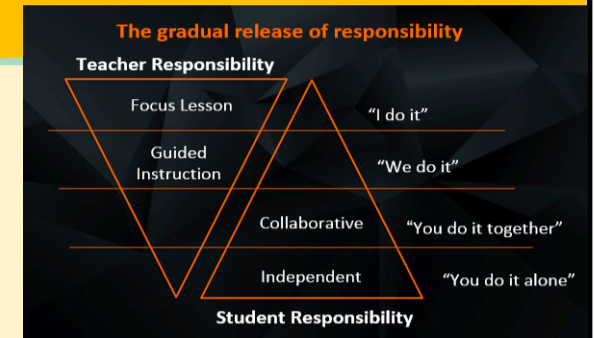 The gradual release of responsibility
Teacher Responsibility
Focus Lesson
“I do it”
Guided
Instruction
“We do it”
Collaborative
“You do it together”
Independent
“You do it alone”
Student Responsibility